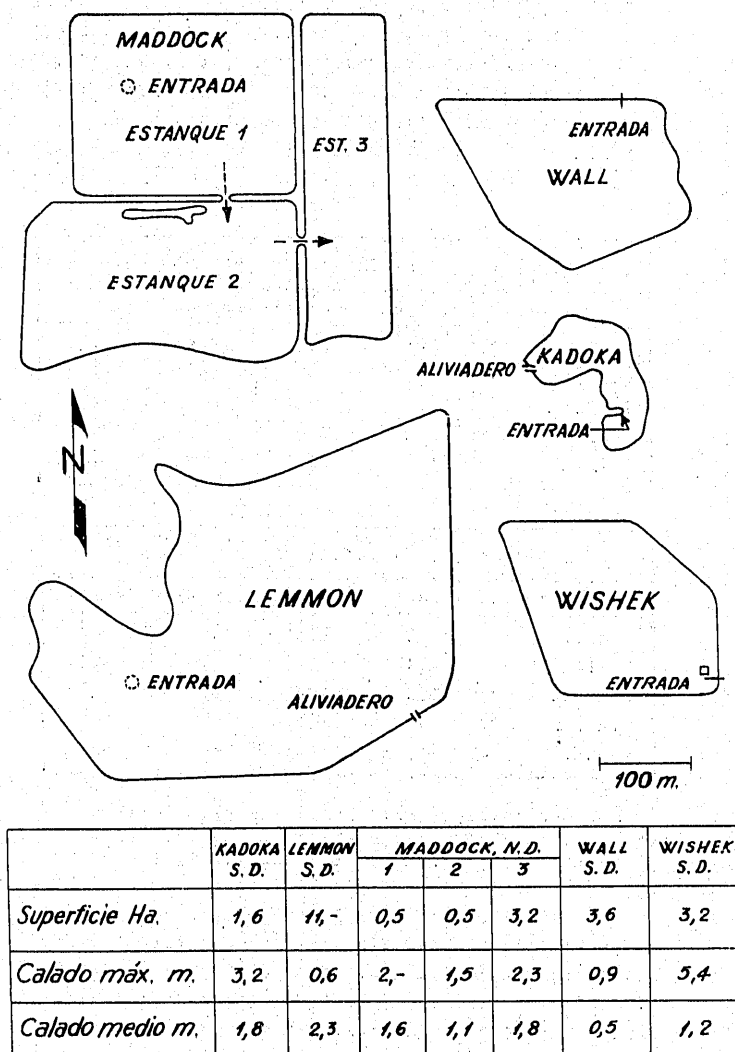 MADDOCK
ENTRADA
ESTANQUE 1
EST. 3
ESTANQUE 2
ENTRADA
WALL
ALIVIADERO
KADOKA
ENTRADA
N
LEMMON
ENTRADA
ALIVIADERO
WISHEK
ENTRADA
100 m.
KADOKA S. D. LEMMON S. D. MADDOCK, N. D. 1 2 3 WALL S. D. WISHEK S. D.
Superficie Ha. 1,6 11,- 0,5 0,5 3,2 3,6 3,2
Calado máx. m. 3,2 0,6 2,- 1,5 2,3 0,9 5,4
Calado medio m. 1,8 2,3 1,6 1,1 1,8 0,5 1,2